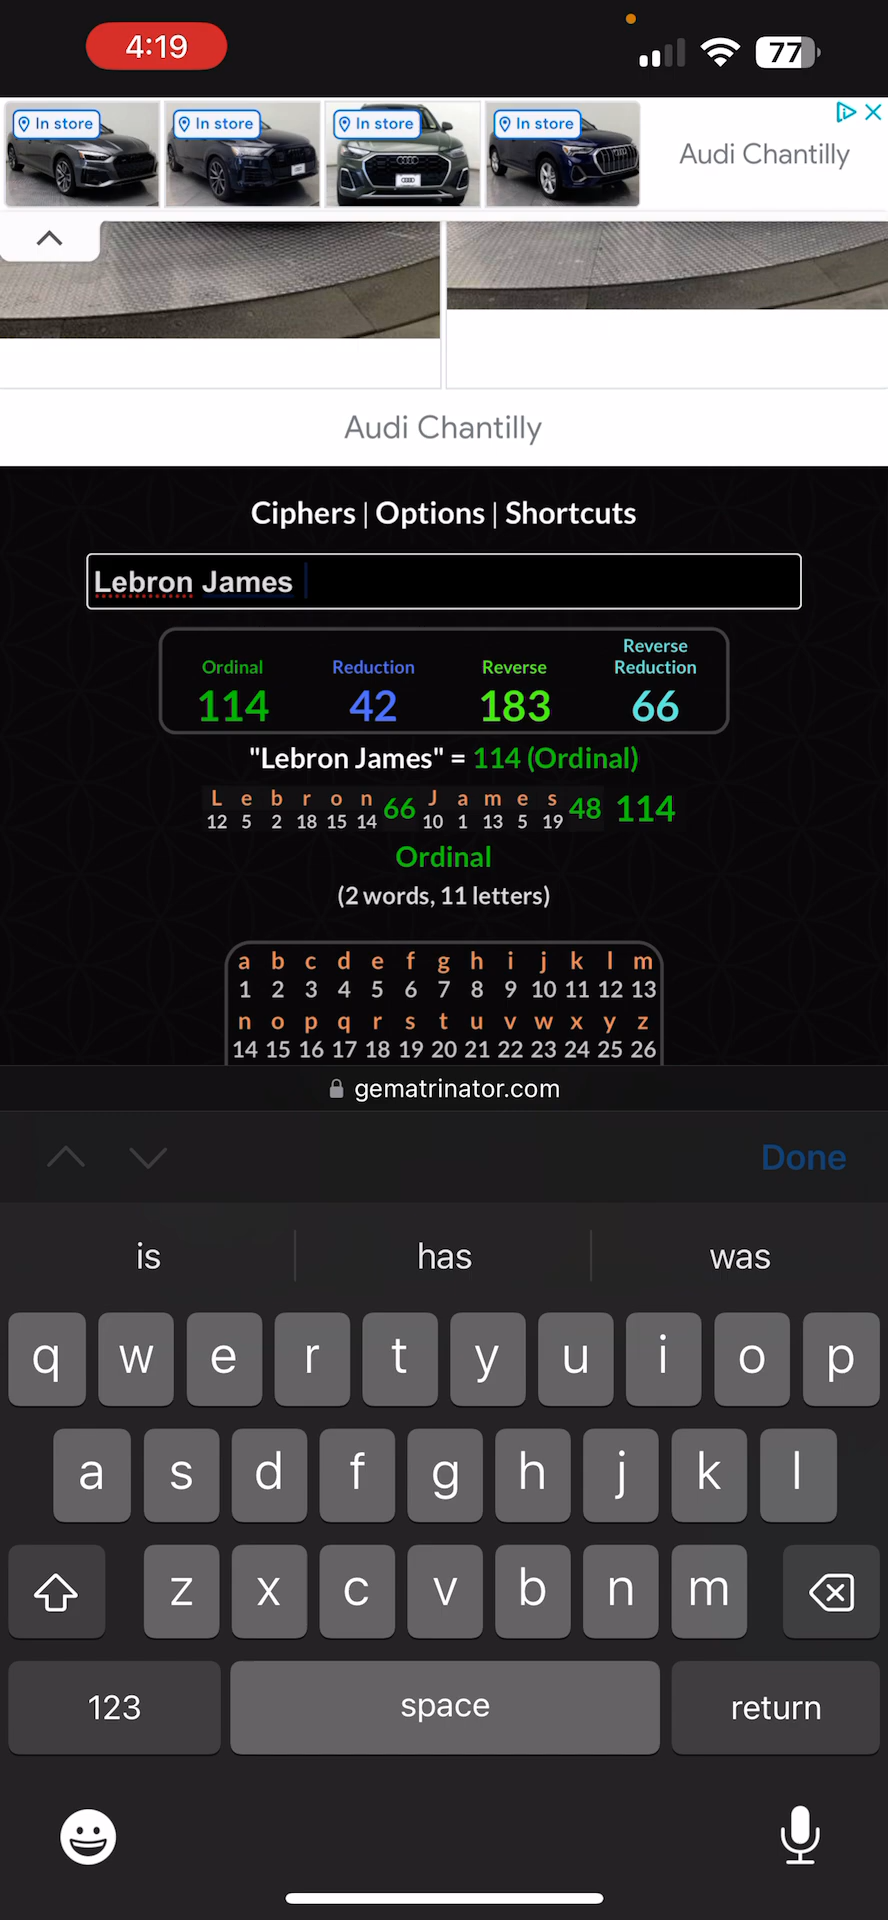 4:19
77
In store In store In store In store
Audi Chantilly
Audi Chantilly
Ciphers | Options | Shortcuts
Lebron James
Ordinal Reduction Reverse Reverse Reduction
114 42 183 66
"Lebron James" = 114 (Ordinal)
L e b r o n 66 J a m e s 48 114
12 5 2 18 15 14 10 1 13 5 19
Ordinal
(2 words, 11 letters)
a b c d e f g h i j k l m
1 2 3 4 5 6 7 8 9 10 11 12 13
n o p q r s t u v w x y z
14 15 16 17 18 19 20 21 22 23 24 25 26
gematrinator.com
Done
is has was
q w e r t y u i o p
a s d f g h j k l
z x c v b n m
123 space return